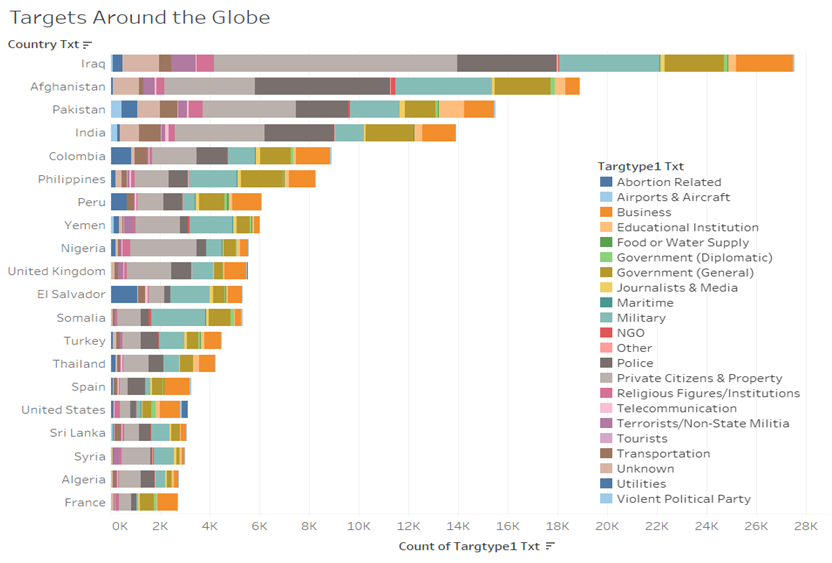 Targets Around the Globe
Country Txt
Iraq
Afghanistan
Pakistan
India
Colombia
Philippines
Peru
Yemen
Nigeria
United Kingdom
El Salvador
Somalia
Turkey
Thailand
Spain
United States
Sri Lanka
Syria
Algeria
France
Targtype1 Txt
Abortion Related
Airports & Aircraft
Business
Educational Institution
Food or Water Supply
Government (Diplomatic)
Government (General)
Journalists & Media
Maritime
Military
NGO
Other
Police
Private Citizens & Property
Religious Figures/Institutions
Telecommunication
Terrorists/Non-State Militia
Tourists
Transportation
Unknown
Utilities
Violent Political Party
0K 2K 4K 6K 8K 10K 12K 14K 16K 18K 20K 22K 24K 26K 28K
Count of Targtype1 Txt